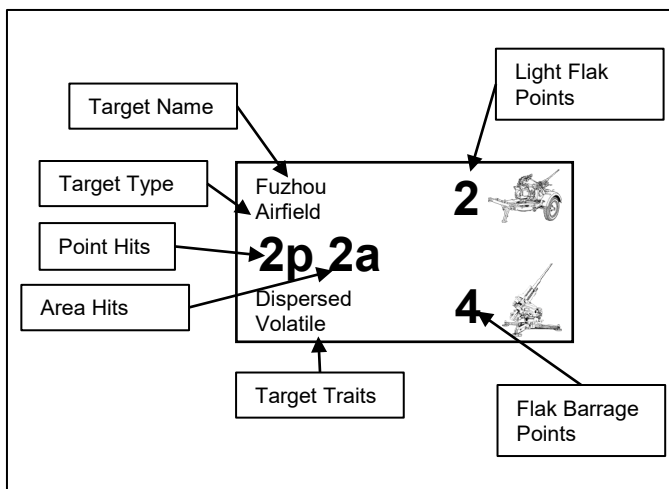 Light Flak
Points
Target Name
Target Type
Point Hits
Area Hits
Fuzhou
Airfield
2
2p 2a
Dispersed
Volatile
4
Target Traits
Flak Barrage
Points